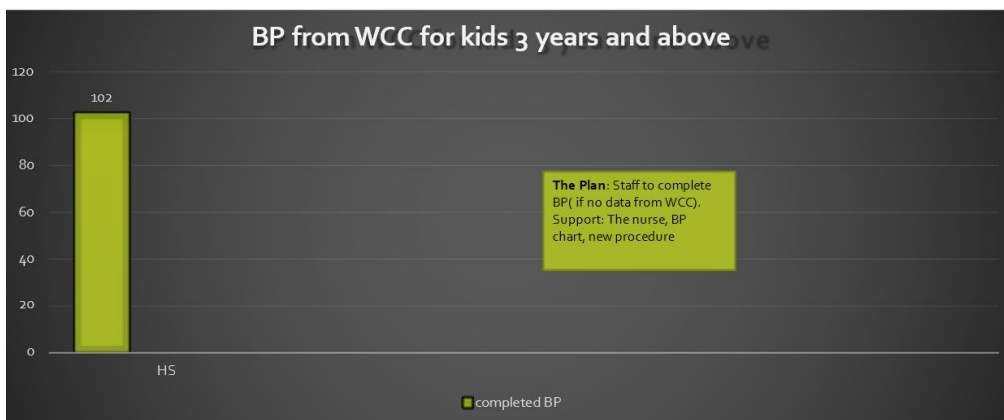 BP from WCC for kids 3 years and above
120
100
80
60
40
20
0
102
HS
The Plan: Staff to complete
BP( if no data from WCC).
Support: The nurse, BP
chart, new procedure
completed BP